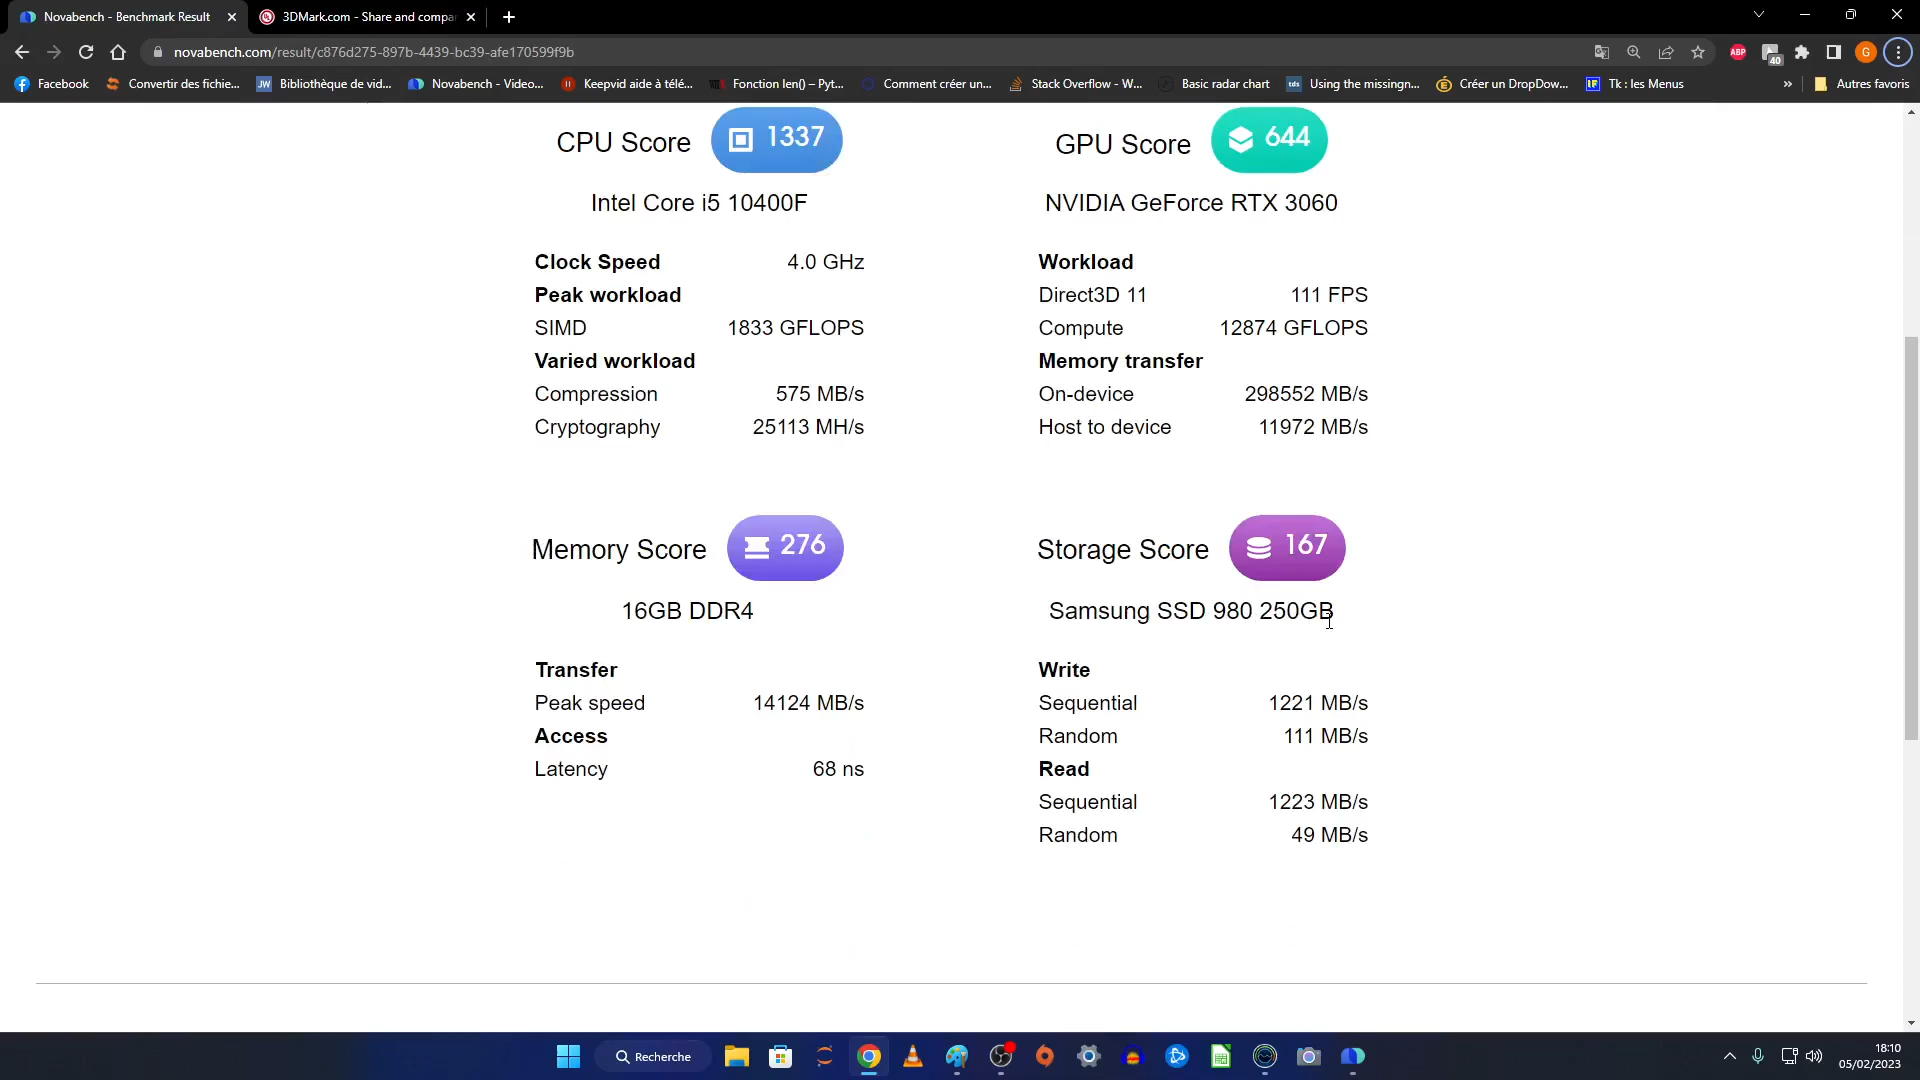 Novabench - Benchmark Result
3DMark.com - Share and compar
novabench.com/result/c876d275-897b-4439-bc39-afe170599f9b
ABP
40
G
Facebook
Convertir des fichie...
JW
Bibliothèque de vid...
Novabench - Video...
Keepvid aide à télé...
Fonction len() – Pyt...
Comment créer un...
Stack Overflow - W...
Basic radar chart
tds
Using the missingn...
Créer un DropDow...
Tk : les Menus
»
Autres favoris
CPU Score
1337
Intel Core i5 10400F
Clock Speed 4.0 GHz
Peak workload
SIMD 1833 GFLOPS
Varied workload
Compression 575 MB/s
Cryptography 25113 MH/s
GPU Score
644
NVIDIA GeForce RTX 3060
Workload
Direct3D 11 111 FPS
Compute 12874 GFLOPS
Memory transfer
On-device 298552 MB/s
Host to device 11972 MB/s
Memory Score
276
16GB DDR4
Transfer
Peak speed 14124 MB/s
Access
Latency 68 ns
Storage Score
167
Samsung SSD 980 250GB
Write
Sequential 1221 MB/s
Random 111 MB/s
Read
Sequential 1223 MB/s
Random 49 MB/s
Recherche
18:10
05/02/2023